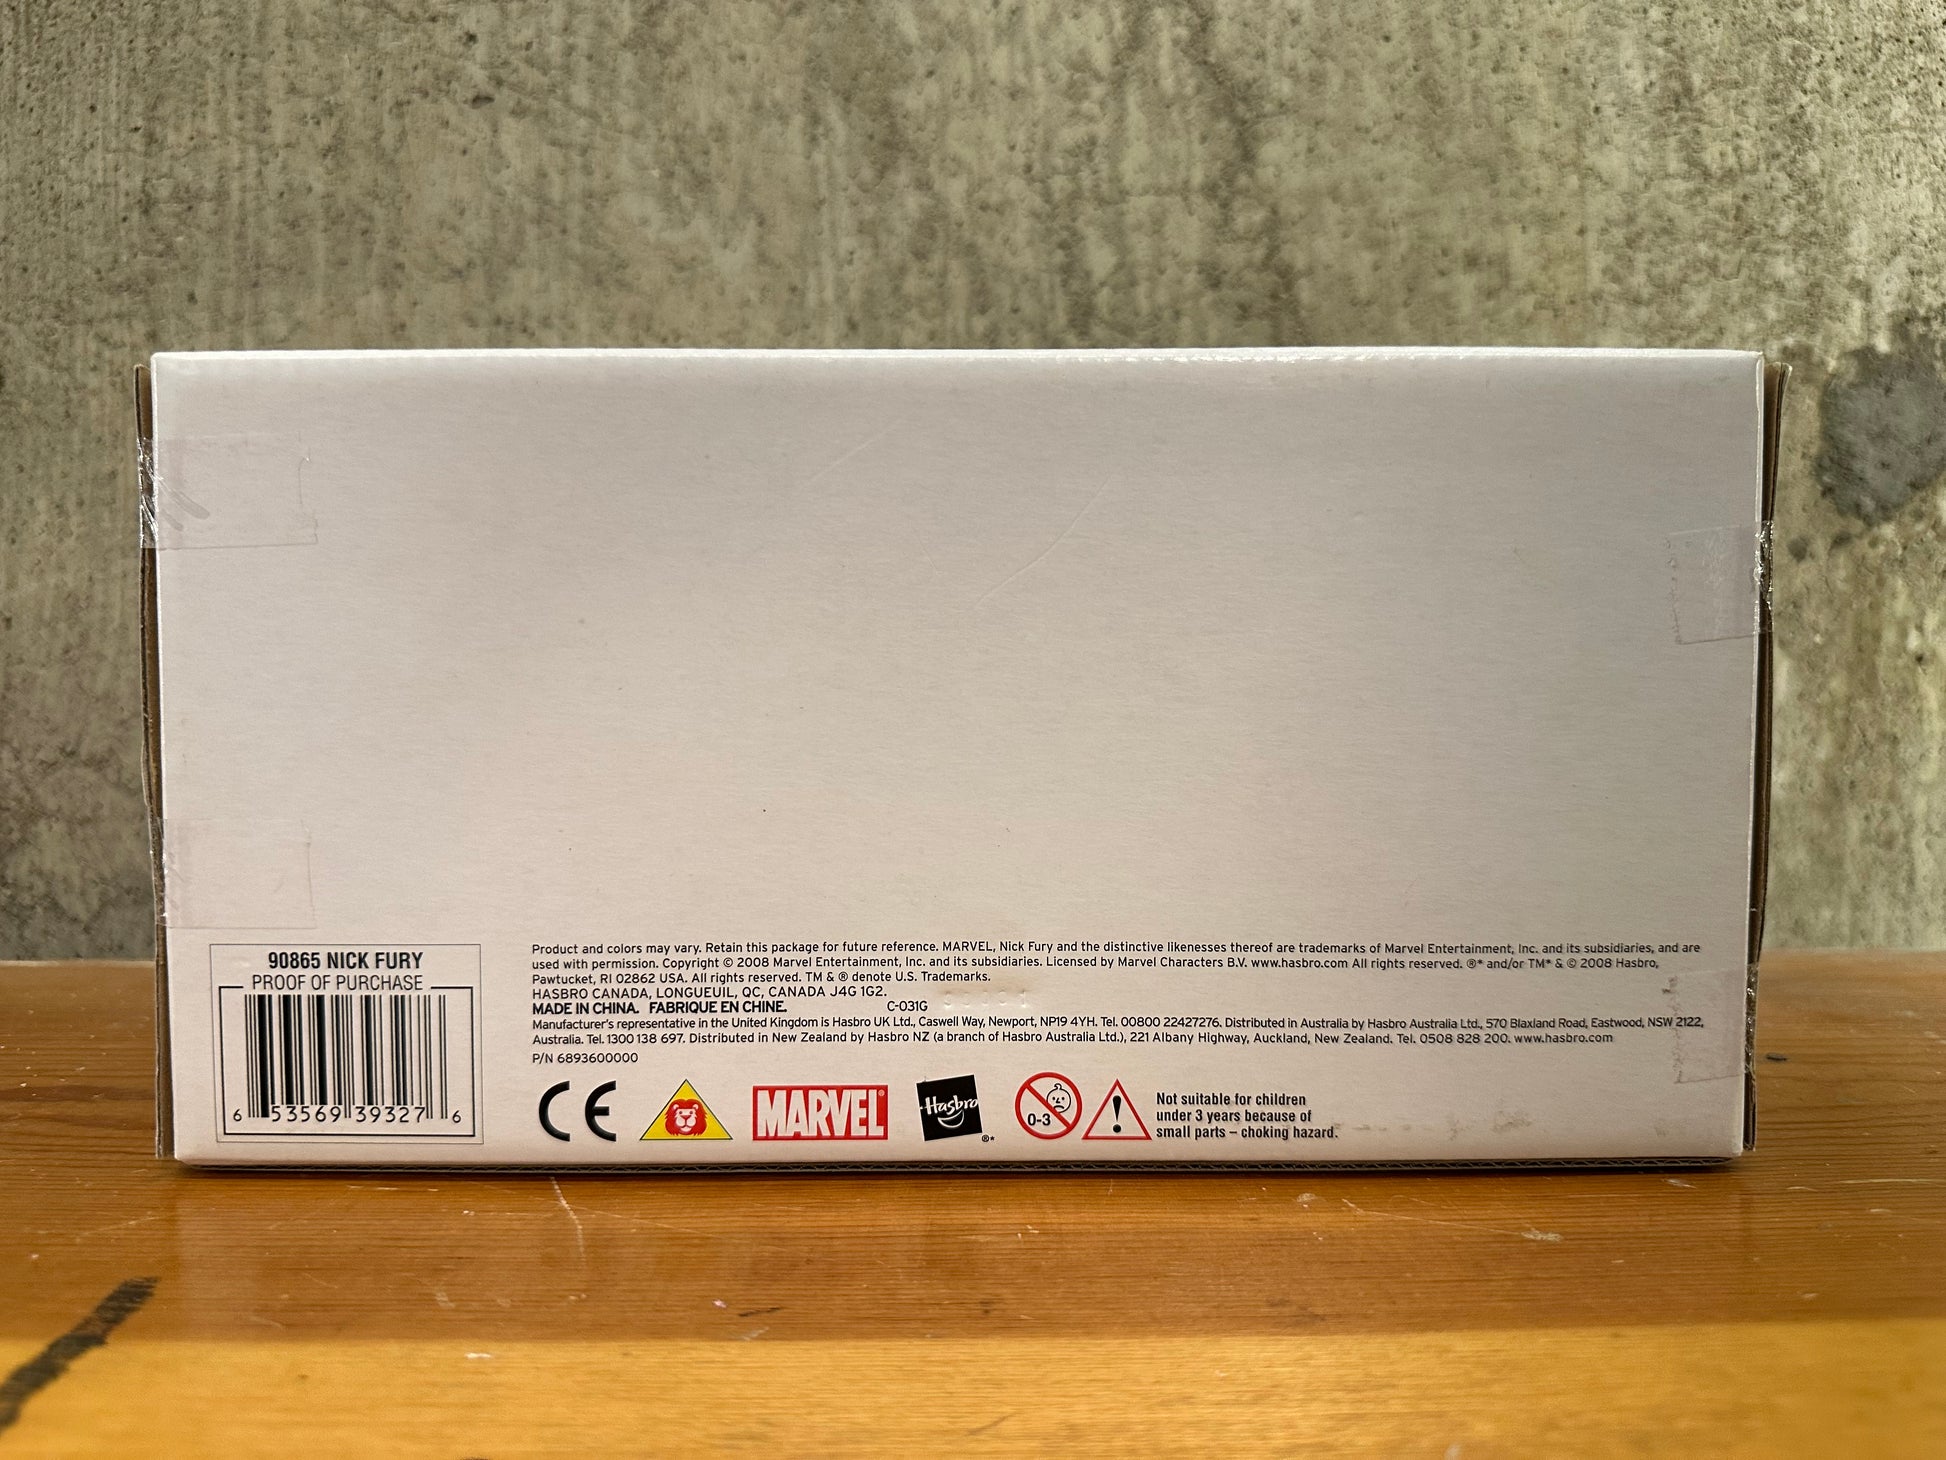 90865 NICK FURY
PROOF OF PURCHASE
6 53569 39327 6
Product and colors may vary. Retain this package for future reference. MARVEL, Nick Fury and the distinctive likenesses thereof are trademarks of Marvel Entertainment, Inc. and its subsidiaries, and are
used with permission. Copyright © 2008 Marvel Entertainment, Inc. and its subsidiaries. Licensed by Marvel Characters B.V. www.hasbro.com All rights reserved. ®* and/or TM* & © 2008 Hasbro,
Pawtucket, RI 02862 USA. All rights reserved. TM & ® denote U.S. Trademarks.
HASBRO CANADA, LONGUEUIL, QC, CANADA J4G 1G2.
MADE IN CHINA. FABRIQUE EN CHINE. C-031G
Manufacturer's representative in the United Kingdom is Hasbro UK Ltd., Caswell Way, Newport, NP19 4YH. Tel. 00800 22427276. Distributed in Australia by Hasbro Australia Ltd., 570 Blaxland Road, Eastwood, NSW 2122,
Australia. Tel. 1300 138 697. Distributed in New Zealand by Hasbro NZ (a branch of Hasbro Australia Ltd.), 221 Albany Highway, Auckland, New Zealand. Tel. 0508 828 200. www.hasbro.com
P/N 6893600000
CE
MARVEL®
Hasbro ®*
0-3
Not suitable for children
under 3 years because of
small parts – choking hazard.